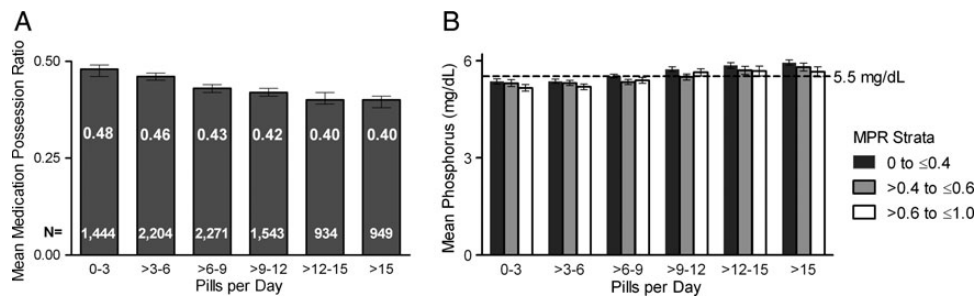 A
Mean Medication Possession Ratio
0.50
0.25
0.00
0.48 0.46 0.43 0.42 0.40 0.40
N= 1,444 2,204 2,271 1,543 934 949
0-3 >3-6 >6-9 >9-12 >12-15 >15
Pills per Day
B
Mean Phosphorus (mg/dL)
6
3
0
5.5 mg/dL
0-3 >3-6 >6-9 >9-12 >12-15 >15
Pills per Day
MPR Strata
0 to ≤0.4
>0.4 to ≤0.6
>0.6 to ≤1.0